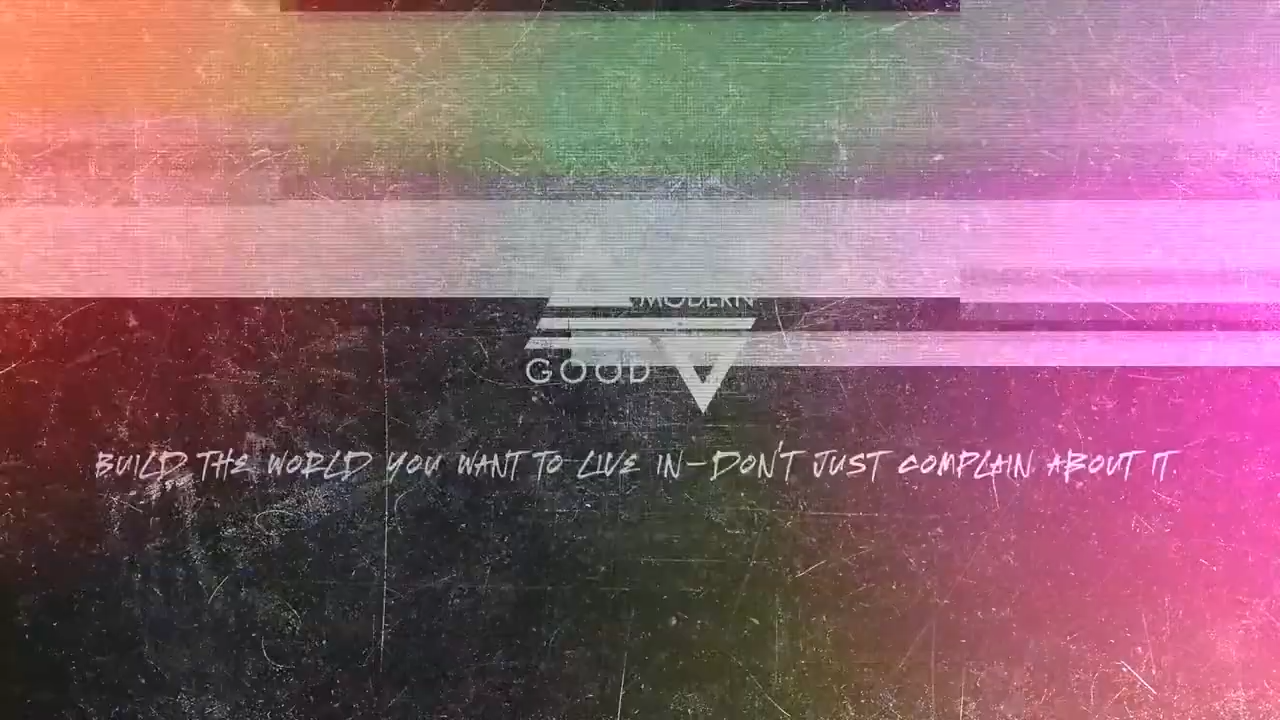 MODERN
GOOD
BUILD THE WORLD YOU WANT TO LIVE IN—DON'T JUST COMPLAIN ABOUT IT.